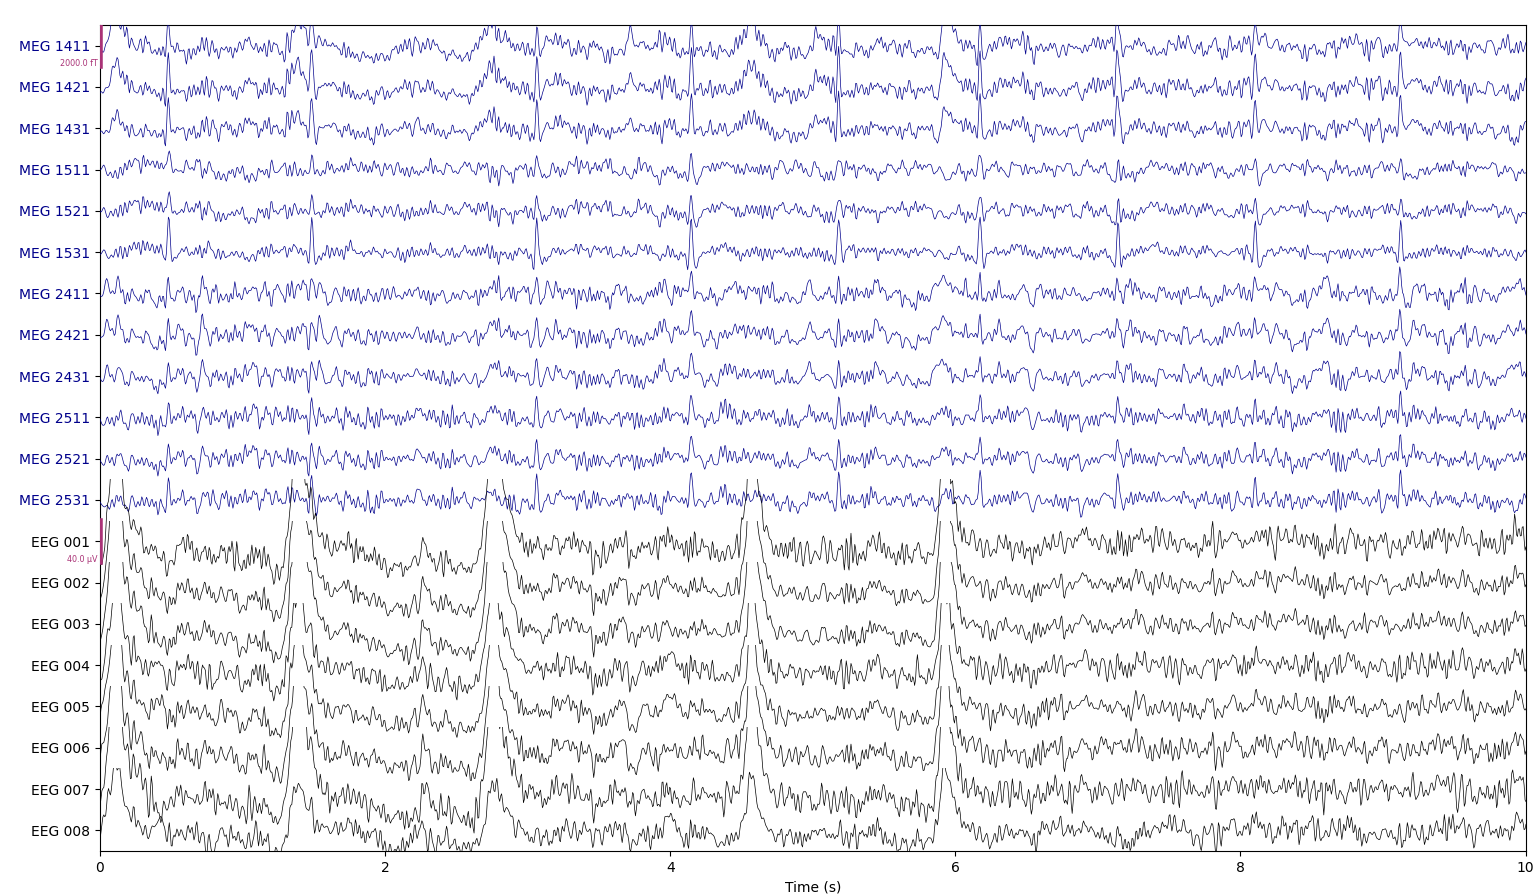 MEG 1411
2000.0 fT
MEG 1421
MEG 1431
MEG 1511
MEG 1521
MEG 1531
MEG 2411
MEG 2421
MEG 2431
MEG 2511
MEG 2521
MEG 2531
EEG 001
40.0 µV
EEG 002
EEG 003
EEG 004
EEG 005
EEG 006
EEG 007
EEG 008
0 2 4 6 8 10
Time (s)